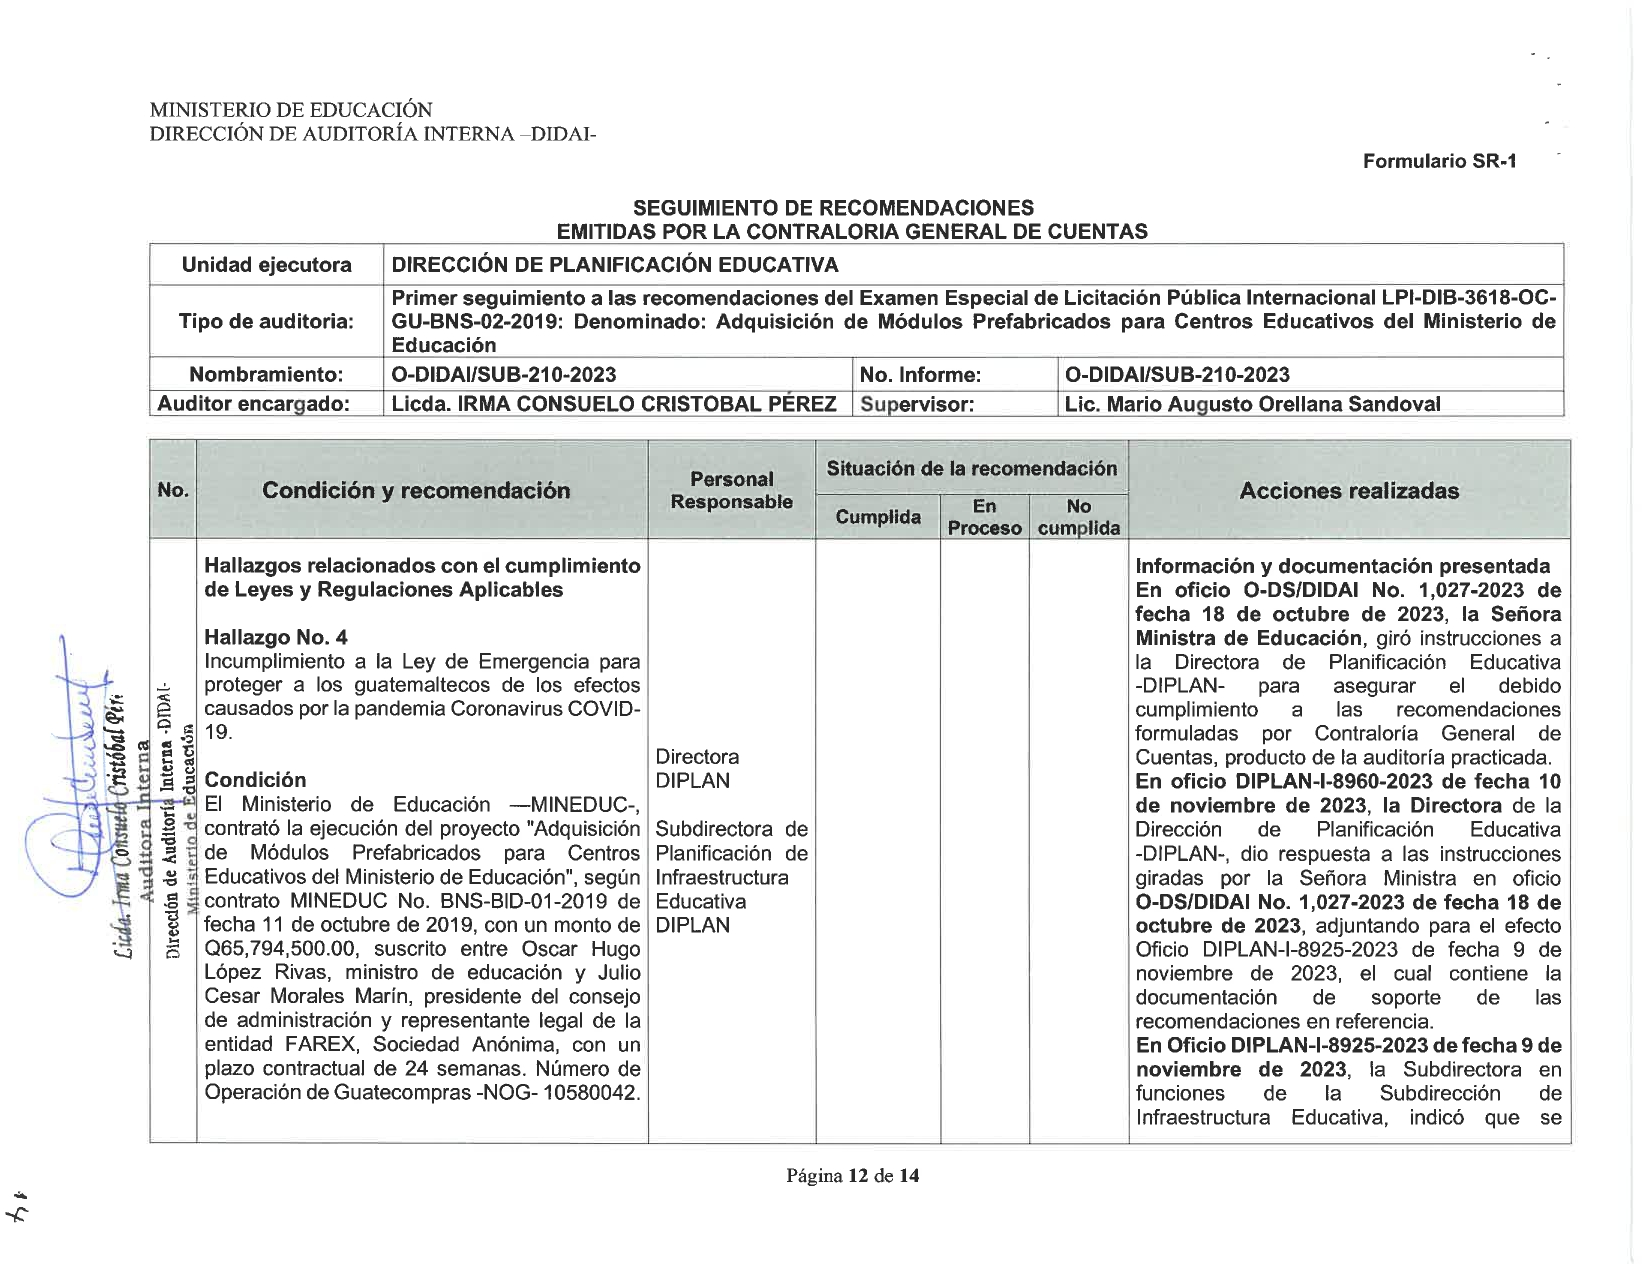 MINISTERIO DE EDUCACIÓN
DIRECCIÓN DE AUDITORÍA INTERNA –DIDAI-
Formulario SR-1
SEGUIMIENTO DE RECOMENDACIONES
EMITIDAS POR LA CONTRALORIA GENERAL DE CUENTAS
Unidad ejecutora
DIRECCIÓN DE PLANIFICACIÓN EDUCATIVA
Tipo de auditoria:
Primer seguimiento a las recomendaciones del Examen Especial de Licitación Pública Internacional LPI-DIB-3618-OC-
GU-BNS-02-2019: Denominado: Adquisición de Módulos Prefabricados para Centros Educativos del Ministerio de
Educación
Nombramiento:
O-DIDAI/SUB-210-2023
No. Informe:
O-DIDAI/SUB-210-2023
Auditor encargado:
Licda. IRMA CONSUELO CRISTOBAL PÉREZ
Supervisor:
Lic. Mario Augusto Orellana Sandoval
No.
Condición y recomendación
Personal
Responsable
Situación de la recomendación
Cumplida
En
Proceso
No
cumplida
Acciones realizadas
Hallazgos relacionados con el cumplimiento
de Leyes y Regulaciones Aplicables
Hallazgo No. 4
Incumplimiento a la Ley de Emergencia para
proteger a los guatemaltecos de los efectos
causados por la pandemia Coronavirus COVID-
19.
Condición
El Ministerio de Educación —MINEDUC-,
contrató la ejecución del proyecto "Adquisición
de Módulos Prefabricados para Centros
Educativos del Ministerio de Educación", según
contrato MINEDUC No. BNS-BID-01-2019 de
fecha 11 de octubre de 2019, con un monto de
Q65,794,500.00, suscrito entre Oscar Hugo
López Rivas, ministro de educación y Julio
Cesar Morales Marín, presidente del consejo
de administración y representante legal de la
entidad FAREX, Sociedad Anónima, con un
plazo contractual de 24 semanas. Número de
Operación de Guatecompras -NOG- 10580042.
Directora
DIPLAN
Subdirectora de
Planificación de
Infraestructura
Educativa
DIPLAN
Información y documentación presentada
En oficio O-DS/DIDAI No. 1,027-2023 de
fecha 18 de octubre de 2023, la Señora
Ministra de Educación, giró instrucciones a
la Directora de Planificación Educativa
-DIPLAN- para asegurar el debido
cumplimiento a las recomendaciones
formuladas por Contraloría General de
Cuentas, producto de la auditoría practicada.
En oficio DIPLAN-I-8960-2023 de fecha 10
de noviembre de 2023, la Directora de la
Dirección de Planificación Educativa
-DIPLAN-, dio respuesta a las instrucciones
giradas por la Señora Ministra en oficio
O-DS/DIDAI No. 1,027-2023 de fecha 18 de
octubre de 2023, adjuntando para el efecto
Oficio DIPLAN-I-8925-2023 de fecha 9 de
noviembre de 2023, el cual contiene la
documentación de soporte de las
recomendaciones en referencia.
En Oficio DIPLAN-I-8925-2023 de fecha 9 de
noviembre de 2023, la Subdirectora en
funciones de la Subdirección de
Infraestructura Educativa, indicó que se
Licda. Irma Consuelo Cristóbal
Auditora Interna
Dirección de Auditoría Interna -DIDAI-
Ministerio de Educación
Página 12 de 14